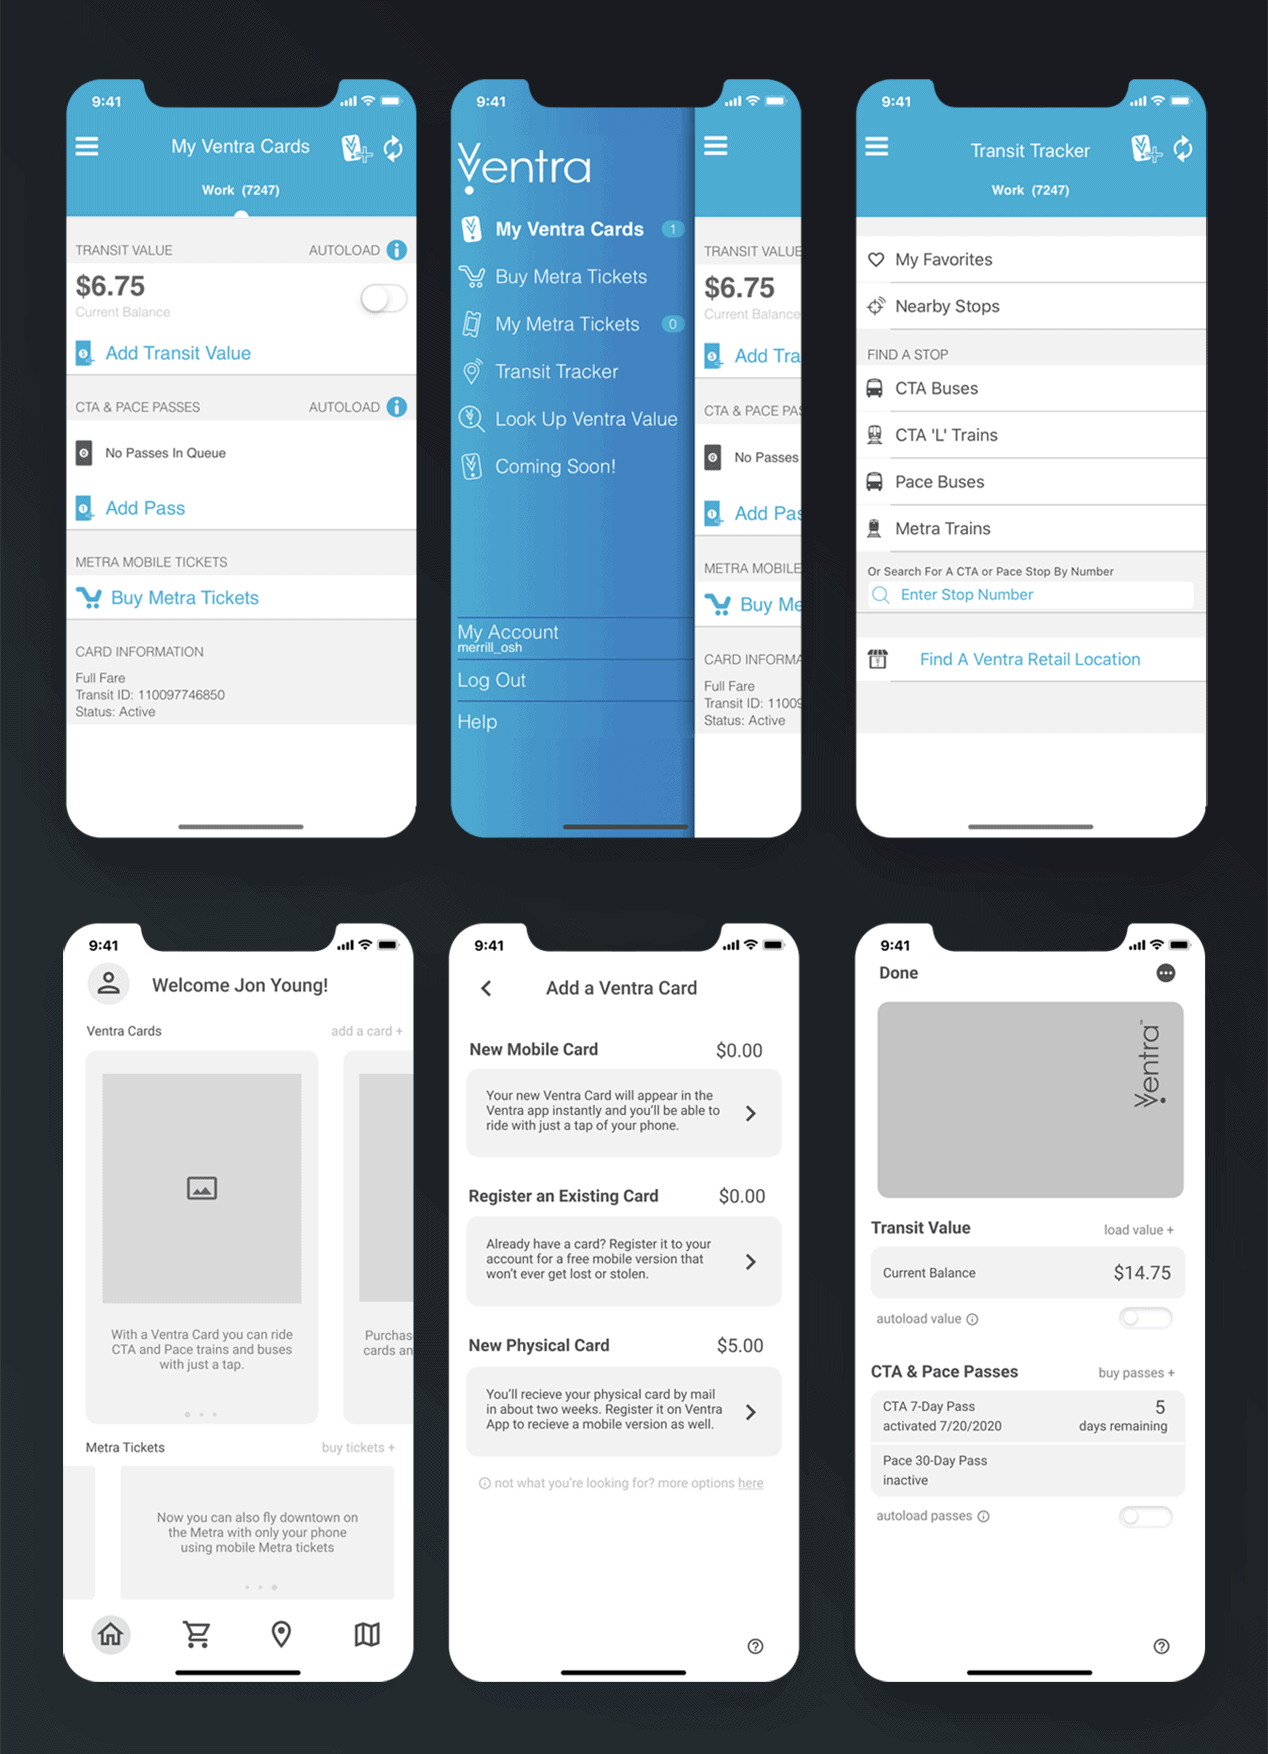 9:41
My Ventra Cards
Work (7247)
TRANSIT VALUE AUTOLOAD
$6.75
Current Balance
Add Transit Value
CTA & PACE PASSES AUTOLOAD
No Passes In Queue
Add Pass
METRA MOBILE TICKETS
Buy Metra Tickets
CARD INFORMATION
Full Fare
Transit ID: 110097746850
Status: Active
9:41
Ventra
My Ventra Cards 1
Buy Metra Tickets
My Metra Tickets 0
Transit Tracker
Look Up Ventra Value
Coming Soon!
My Account
merrill_osh
Log Out
Help
TRANSIT VALUE
$6.75
Current Balance
Add Tra
CTA & PACE PAS
No Passes
Add Pas
METRA MOBILE
Buy Me
CARD INFORMA
Full Fare
Transit ID: 11009
Status: Active
9:41
Transit Tracker
Work (7247)
My Favorites
Nearby Stops
FIND A STOP
CTA Buses
CTA 'L' Trains
Pace Buses
Metra Trains
Or Search For A CTA or Pace Stop By Number
Enter Stop Number
Find A Ventra Retail Location
9:41
Welcome Jon Young!
Ventra Cards add a card +
With a Ventra Card you can ride
CTA and Pace trains and buses
with just a tap.
Purchas
cards an
Metra Tickets buy tickets +
Now you can also fly downtown on
the Metra with only your phone
using mobile Metra tickets
9:41
Add a Ventra Card
New Mobile Card $0.00
Your new Ventra Card will appear in the
Ventra app instantly and you'll be able to
ride with just a tap of your phone.
Register an Existing Card $0.00
Already have a card? Register it to your
account for a free mobile version that
won't ever get lost or stolen.
New Physical Card $5.00
You'll recieve your physical card by mail
in about two weeks. Register it on Ventra
App to recieve a mobile version as well.
not what you're looking for? more options here
9:41
Done
Ventra™
Transit Value load value +
Current Balance $14.75
autoload value
CTA & Pace Passes buy passes +
CTA 7-Day Pass 5
activated 7/20/2020 days remaining
Pace 30-Day Pass
inactive
autoload passes